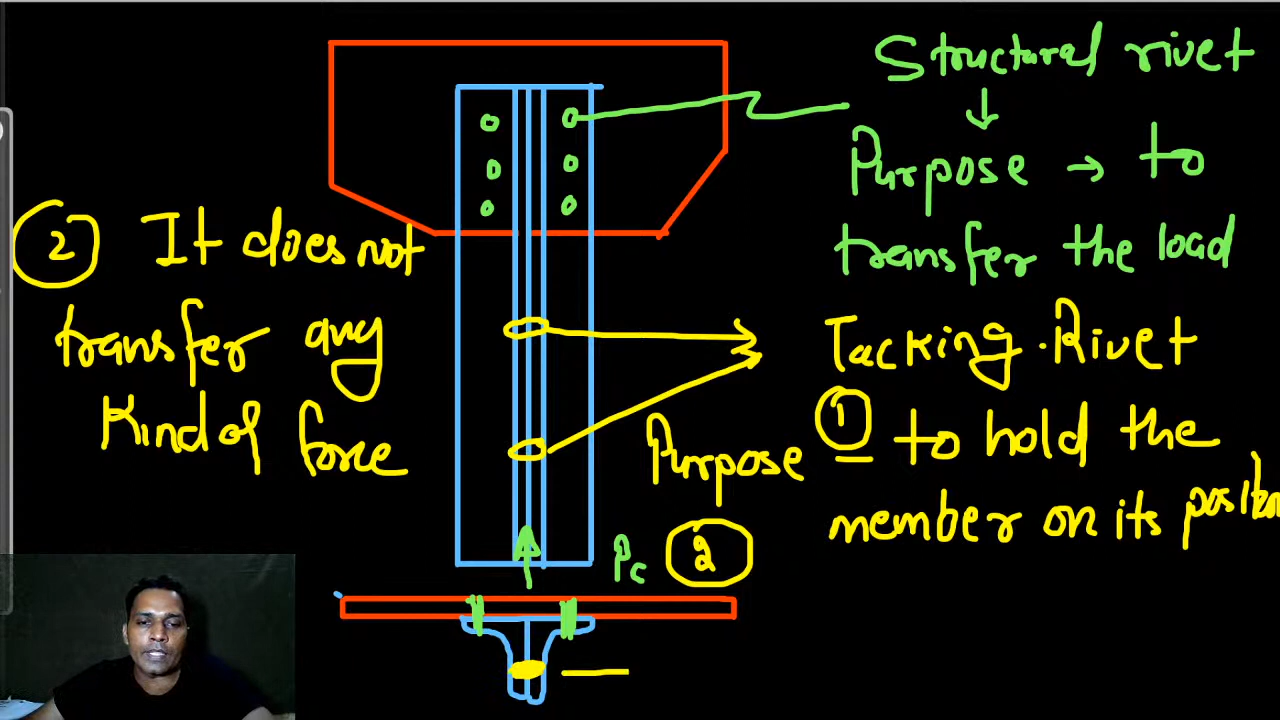 Structural rivet
↓
Purpose → to
transfer the load
② It does not
transfer any
Kind of force
Tacking.Rivet
Purpose
① to hold the
member on its position
Pc
②